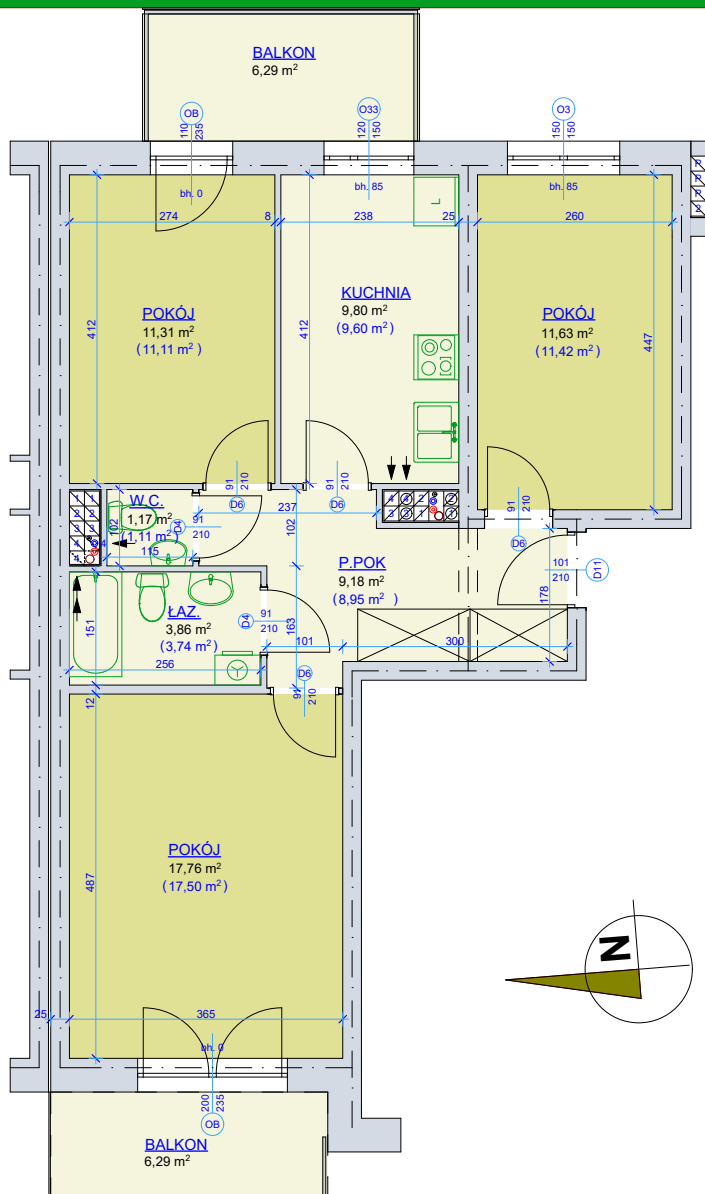 BALKON
6,29 m²
OB
110
235
O33
120
150
O3
150
150
bh. 0
bh. 85
bh. 85
274
8
238
25
260
L
POKÓJ
11,31 m²
(11,11 m²)
412
KUCHNIA
9,80 m²
(9,60 m²)
412
POKÓJ
11,63 m²
(11,42 m²)
447
91
210
D6
91
210
D6
91
210
D6
W.C.
1,17 m²
(1,11 m²)
102
115
D4
91
210
237
102
P.POK
9,18 m²
(8,95 m²)
101
210
D11
178
300
ŁAZ.
3,86 m²
(3,74 m²)
151
256
D4
91
210
163
101
D6
91
210
12
POKÓJ
17,76 m²
(17,50 m²)
487
N
25
365
bh. 0
200
235
OB
BALKON
6,29 m²